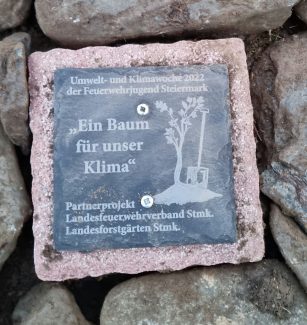 Umwelt- und Klimawoche 2022
der Feuerwehrjugend Steiermark
„Ein Baum
für unser
Klima“
Partnerprojekt
Landesfeuerwehrverband Stmk.
Landesforstgärten Stmk.